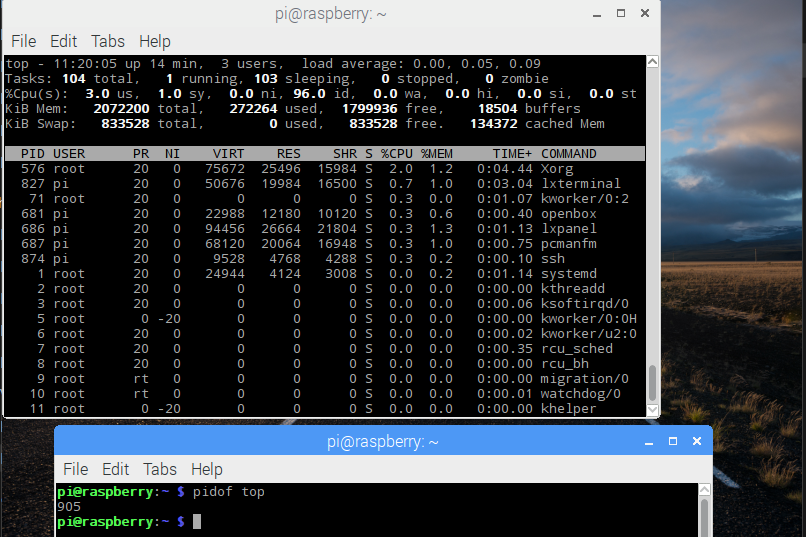 pi@raspberry: ~
File Edit Tabs Help
top - 11:20:05 up 14 min,  3 users,  load average: 0.00, 0.05, 0.09
Tasks: 104 total,   1 running, 103 sleeping,   0 stopped,   0 zombie
%Cpu(s):  3.0 us,  1.0 sy,  0.0 ni, 96.0 id,  0.0 wa,  0.0 hi,  0.0 si,  0.0 st
KiB Mem:   2072200 total,   272264 used,  1799936 free,    18504 buffers
KiB Swap:   833528 total,        0 used,   833528 free.   134372 cached Mem
PID USER PR NI VIRT RES SHR S %CPU %MEM TIME+ COMMAND
576 root 20 0 75672 25496 15984 S 2.0 1.2 0:04.44 Xorg
827 pi 20 0 50676 19984 16500 S 0.7 1.0 0:03.04 lxterminal
71 root 20 0 0 0 0 S 0.3 0.0 0:01.07 kworker/0:2
681 pi 20 0 22988 12180 10120 S 0.3 0.6 0:00.40 openbox
686 pi 20 0 94456 26664 21804 S 0.3 1.3 0:01.13 lxpanel
687 pi 20 0 68120 20064 16948 S 0.3 1.0 0:00.75 pcmanfm
874 pi 20 0 9528 4768 4288 S 0.3 0.2 0:00.10 ssh
1 root 20 0 24944 4124 3008 S 0.0 0.2 0:01.14 systemd
2 root 20 0 0 0 0 S 0.0 0.0 0:00.00 kthreadd
3 root 20 0 0 0 0 S 0.0 0.0 0:00.06 ksoftirqd/0
5 root 0 -20 0 0 0 S 0.0 0.0 0:00.00 kworker/0:0H
6 root 20 0 0 0 0 S 0.0 0.0 0:00.02 kworker/u2:0
7 root 20 0 0 0 0 S 0.0 0.0 0:00.35 rcu_sched
8 root 20 0 0 0 0 S 0.0 0.0 0:00.00 rcu_bh
9 root rt 0 0 0 0 S 0.0 0.0 0:00.00 migration/0
10 root rt 0 0 0 0 S 0.0 0.0 0:00.01 watchdog/0
11 root 0 -20 0 0 0 S 0.0 0.0 0:00.00 khelper
pi@raspberry: ~
File Edit Tabs Help
pi@raspberry:~ $ pidof top
905
pi@raspberry:~ $